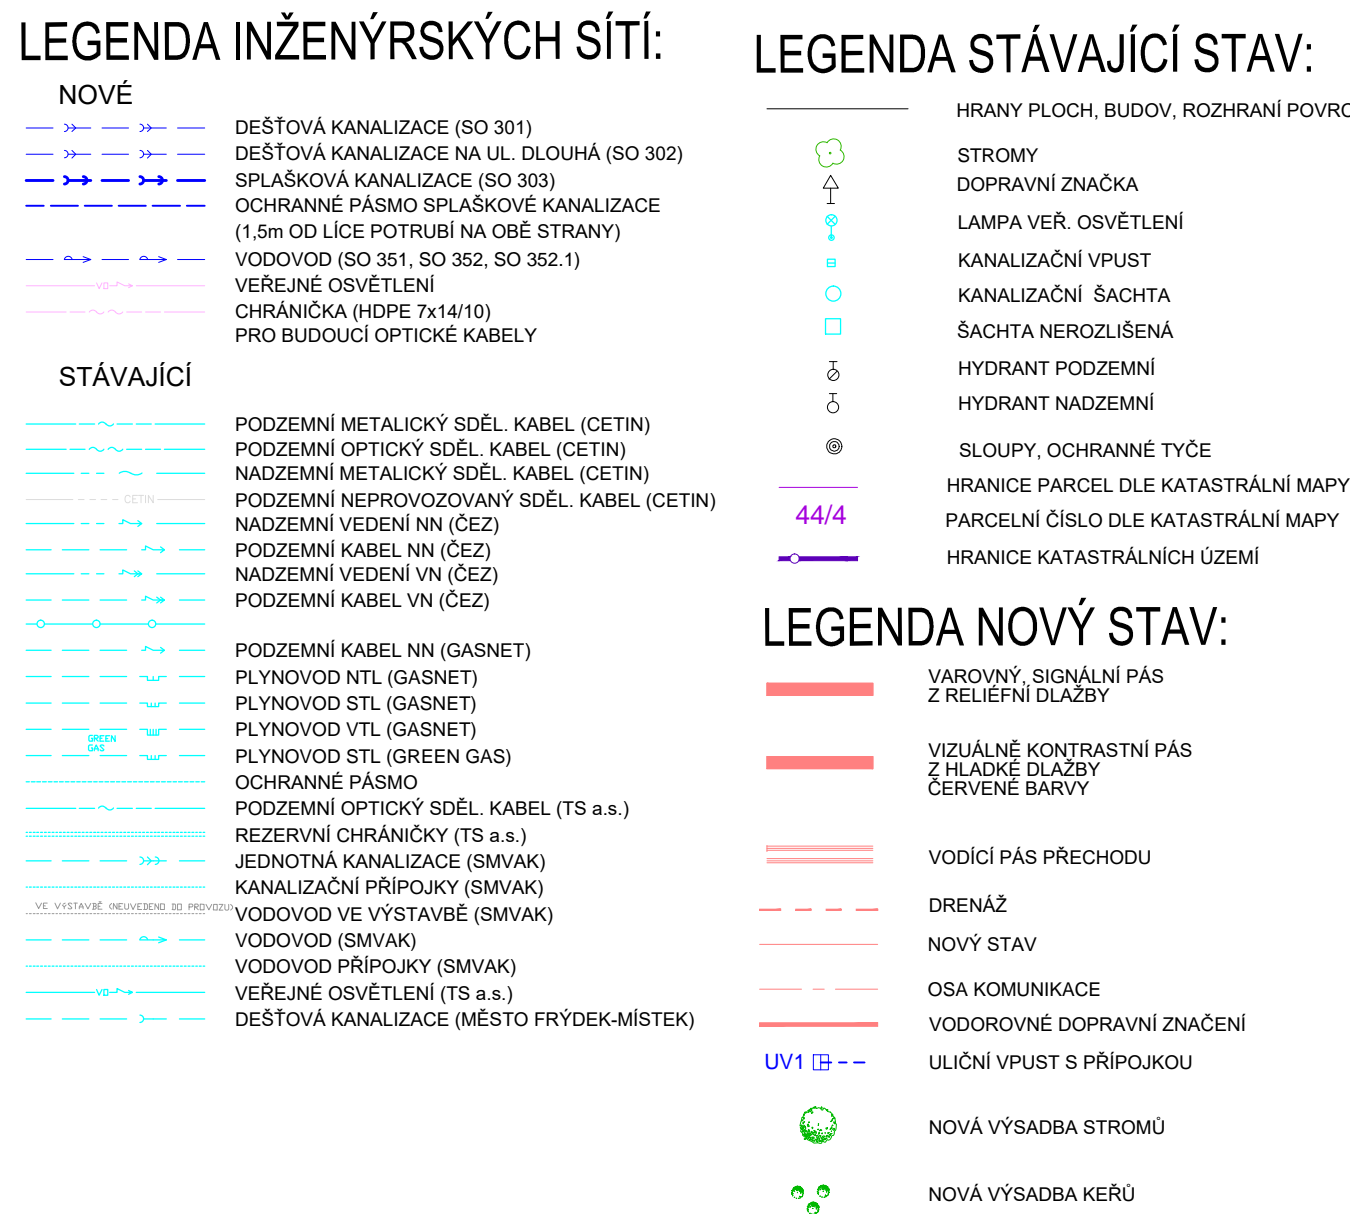 LEGENDA INŽENÝRSKÝCH SÍTÍ:
NOVÉ
DEŠŤOVÁ KANALIZACE (SO 301)
DEŠŤOVÁ KANALIZACE NA UL. DLOUHÁ (SO 302)
SPLAŠKOVÁ KANALIZACE (SO 303)
OCHRANNÉ PÁSMO SPLAŠKOVÉ KANALIZACE
(1,5m OD LÍCE POTRUBÍ NA OBĚ STRANY)
VODOVOD (SO 351, SO 352, SO 352.1)
VO VEŘEJNÉ OSVĚTLENÍ
CHRÁNIČKA (HDPE 7x14/10)
PRO BUDOUCÍ OPTICKÉ KABELY
STÁVAJÍCÍ
PODZEMNÍ METALICKÝ SDĚL. KABEL (CETIN)
PODZEMNÍ OPTICKÝ SDĚL. KABEL (CETIN)
NADZEMNÍ METALICKÝ SDĚL. KABEL (CETIN)
CETIN PODZEMNÍ NEPROVOZOVANÝ SDĚL. KABEL (CETIN)
NADZEMNÍ VEDENÍ NN (ČEZ)
PODZEMNÍ KABEL NN (ČEZ)
NADZEMNÍ VEDENÍ VN (ČEZ)
PODZEMNÍ KABEL VN (ČEZ)
PODZEMNÍ KABEL NN (GASNET)
PLYNOVOD NTL (GASNET)
PLYNOVOD STL (GASNET)
PLYNOVOD VTL (GASNET)
GREEN
GAS
PLYNOVOD STL (GREEN GAS)
OCHRANNÉ PÁSMO
PODZEMNÍ OPTICKÝ SDĚL. KABEL (TS a.s.)
REZERVNÍ CHRÁNIČKY (TS a.s.)
JEDNOTNÁ KANALIZACE (SMVAK)
KANALIZAČNÍ PŘÍPOJKY (SMVAK)
VE VÝSTAVBĚ (NEUVEDENO DO PROVOZU)
VODOVOD VE VÝSTAVBĚ (SMVAK)
VODOVOD (SMVAK)
VODOVOD PŘÍPOJKY (SMVAK)
VO VEŘEJNÉ OSVĚTLENÍ (TS a.s.)
DEŠŤOVÁ KANALIZACE (MĚSTO FRÝDEK-MÍSTEK)
LEGENDA STÁVAJÍCÍ STAV:
HRANY PLOCH, BUDOV, ROZHRANÍ POVRC
STROMY
DOPRAVNÍ ZNAČKA
LAMPA VEŘ. OSVĚTLENÍ
KANALIZAČNÍ VPUST
KANALIZAČNÍ ŠACHTA
ŠACHTA NEROZLIŠENÁ
HYDRANT PODZEMNÍ
HYDRANT NADZEMNÍ
SLOUPY, OCHRANNÉ TYČE
HRANICE PARCEL DLE KATASTRÁLNÍ MAPY
44/4 PARCELNÍ ČÍSLO DLE KATASTRÁLNÍ MAPY
HRANICE KATASTRÁLNÍCH ÚZEMÍ
LEGENDA NOVÝ STAV:
VAROVNÝ, SIGNÁLNÍ PÁS
Z RELIÉFNÍ DLAŽBY
VIZUÁLNĚ KONTRASTNÍ PÁS
Z HLADKÉ DLAŽBY
ČERVENÉ BARVY
VODÍCÍ PÁS PŘECHODU
DRENÁŽ
NOVÝ STAV
OSA KOMUNIKACE
VODOROVNÉ DOPRAVNÍ ZNAČENÍ
UV1 ULIČNÍ VPUST S PŘÍPOJKOU
NOVÁ VÝSADBA STROMŮ
NOVÁ VÝSADBA KEŘŮ